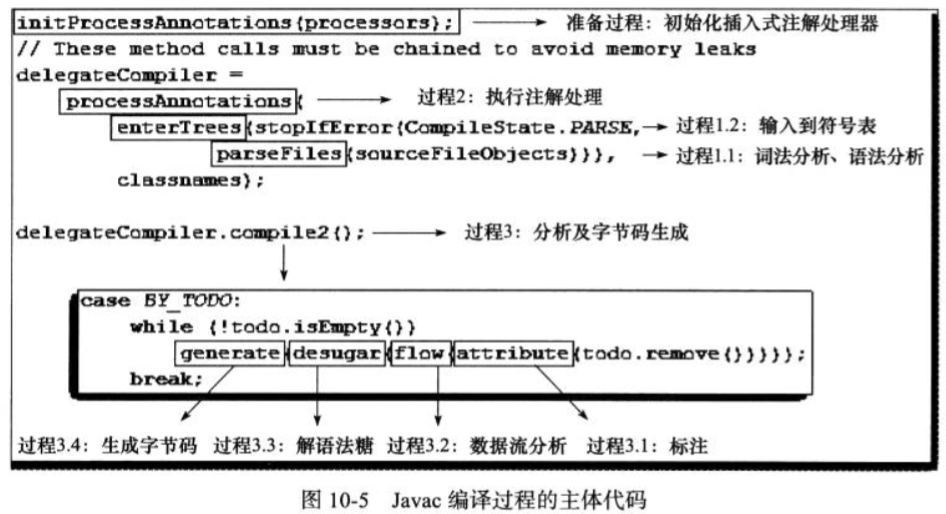 initProcessAnnotations(processors); 准备过程：初始化插入式注解处理器
// These method calls must be chained to avoid memory leaks
delegateCompiler =
processAnnotations( 过程2：执行注解处理
enterTrees(stopIfError(CompileState.PARSE, 过程1.2：输入到符号表
parseFiles(sourceFileObjects))), 过程1.1：词法分析、语法分析
classnames);
delegateCompiler.compile2(); 过程3：分析及字节码生成
case BY_TODO:
while (!todo.isEmpty())
generate(desugar(flow(attribute(todo.remove()))));
break;
过程3.4：生成字节码 过程3.3：解语法糖 过程3.2：数据流分析 过程3.1：标注
图 10-5 Javac 编译过程的主体代码